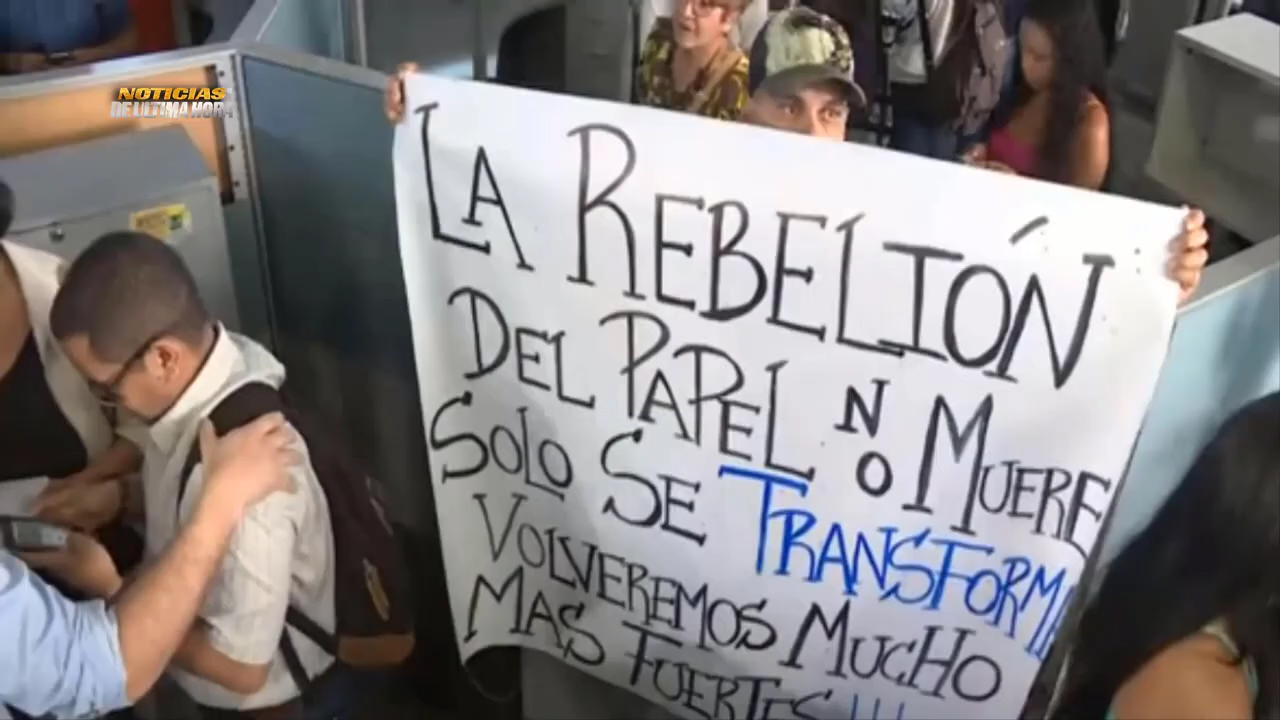 NOTICIAS
DE ULTIMA HORA
LA REBELIÓN
DEL PAPEL NO MUERE
SOLO SE TRANSFORMA
VOLVEREMOS MUCHO
MAS FUERTES !!!